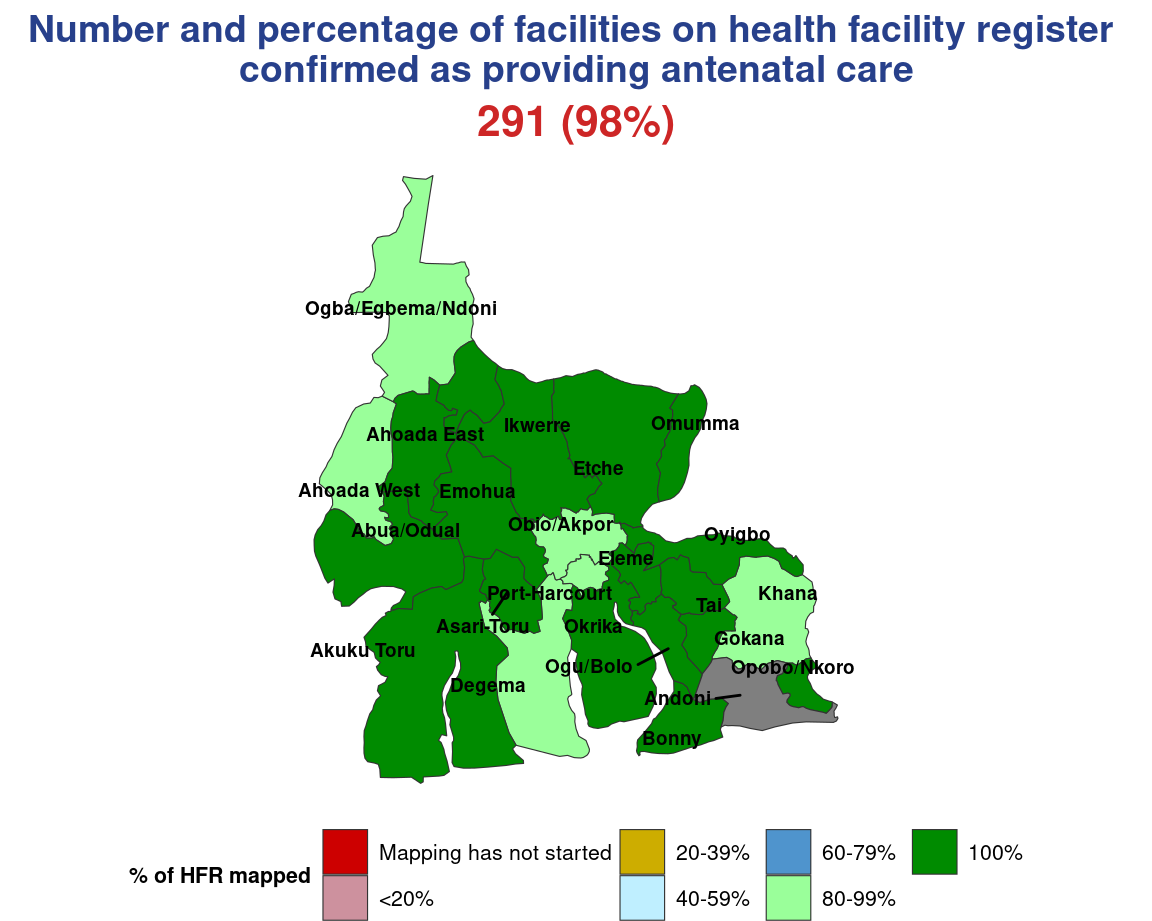 Number and percentage of facilities on health facility register
confirmed as providing antenatal care
291 (98%)
Ogba/Egbema/Ndoni
Omumma
Ikwerre
Ahoada East
Etche
Ahoada West
Emohua
Obio/Akpor
Abua/Odual
Oyigbo
Eleme
Port-Harcourt
Khana
Tai
Asari-Toru
Okrika
Gokana
Akuku Toru
Ogu/Bolo
Opobo/Nkoro
Degema
Andoni
Bonny
% of HFR mapped
Mapping has not started
<20%
20-39%
40-59%
60-79%
80-99%
100%